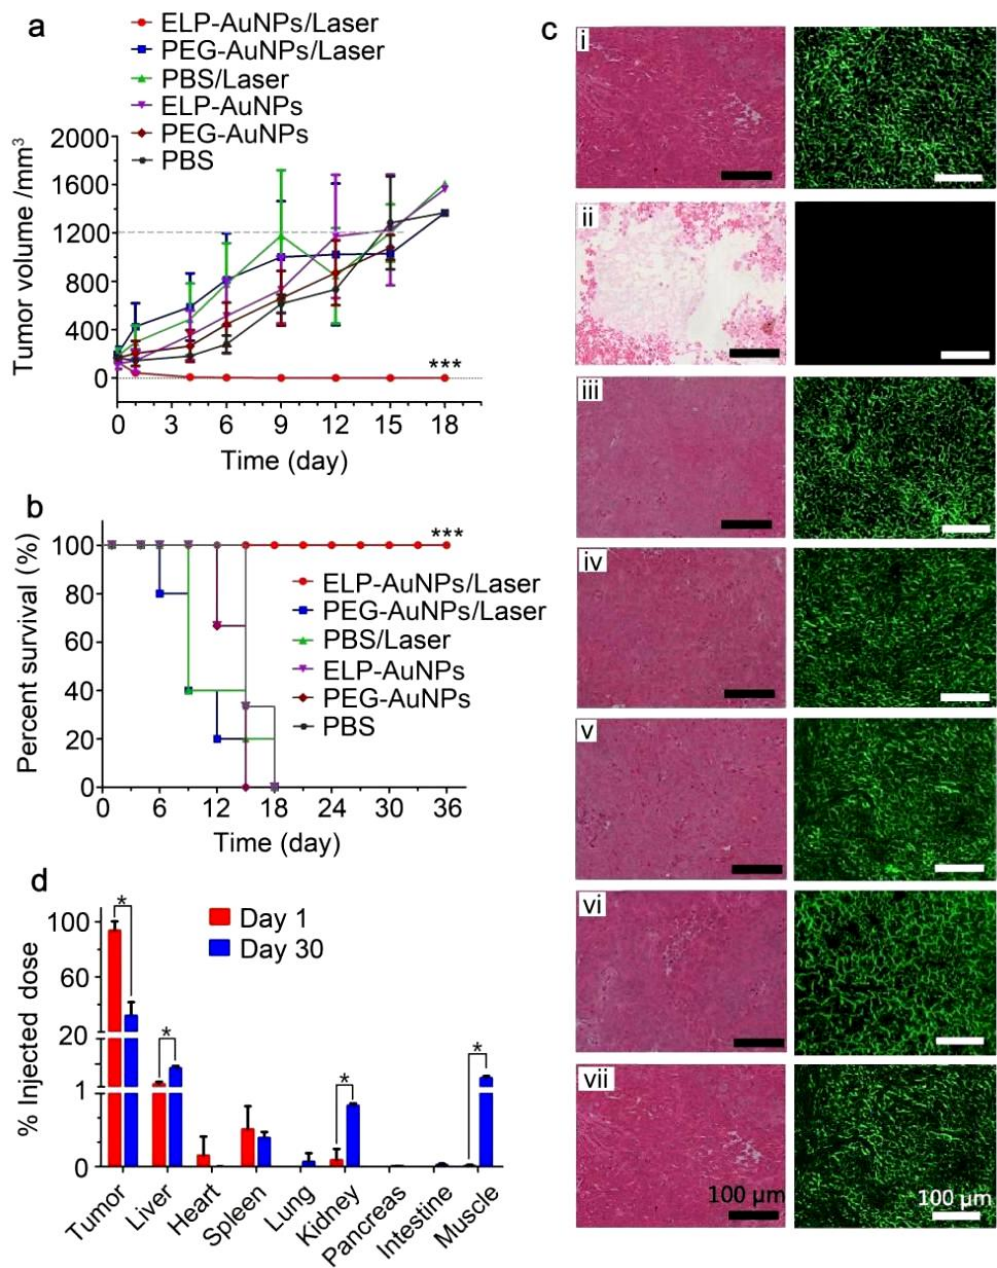 a
ELP-AuNPs/Laser
PEG-AuNPs/Laser
PBS/Laser
ELP-AuNPs
PEG-AuNPs
PBS
Tumor volume /mm³
2000
1600
1200
800
400
0
***
0 3 6 9 12 15 18
Time (day)
b
Percent survival (%)
100
80
60
40
20
0
***
ELP-AuNPs/Laser
PEG-AuNPs/Laser
PBS/Laser
ELP-AuNPs
PEG-AuNPs
PBS
0 6 12 18 24 30 36
Time (day)
d
% Injected dose
100
60
20
20
1
1
0
* * * *
Day 1
Day 30
Tumor
Liver
Heart
Spleen
Lung
Kidney
Pancreas
Intestine
Muscle
c
i
ii
iii
iv
v
vi
vii
100 µm 100 µm